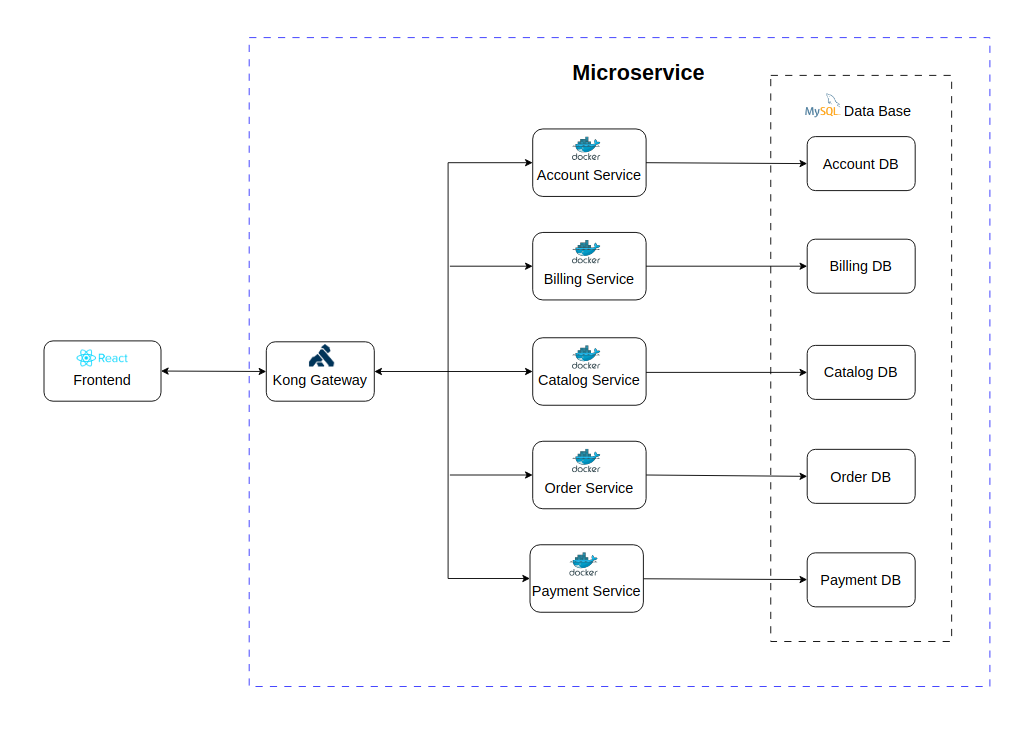 Microservice
MySQL Data Base
docker
Account Service
Account DB
docker
Billing Service
Billing DB
React
Frontend
Kong Gateway
docker
Catalog Service
Catalog DB
docker
Order Service
Order DB
docker
Payment Service
Payment DB